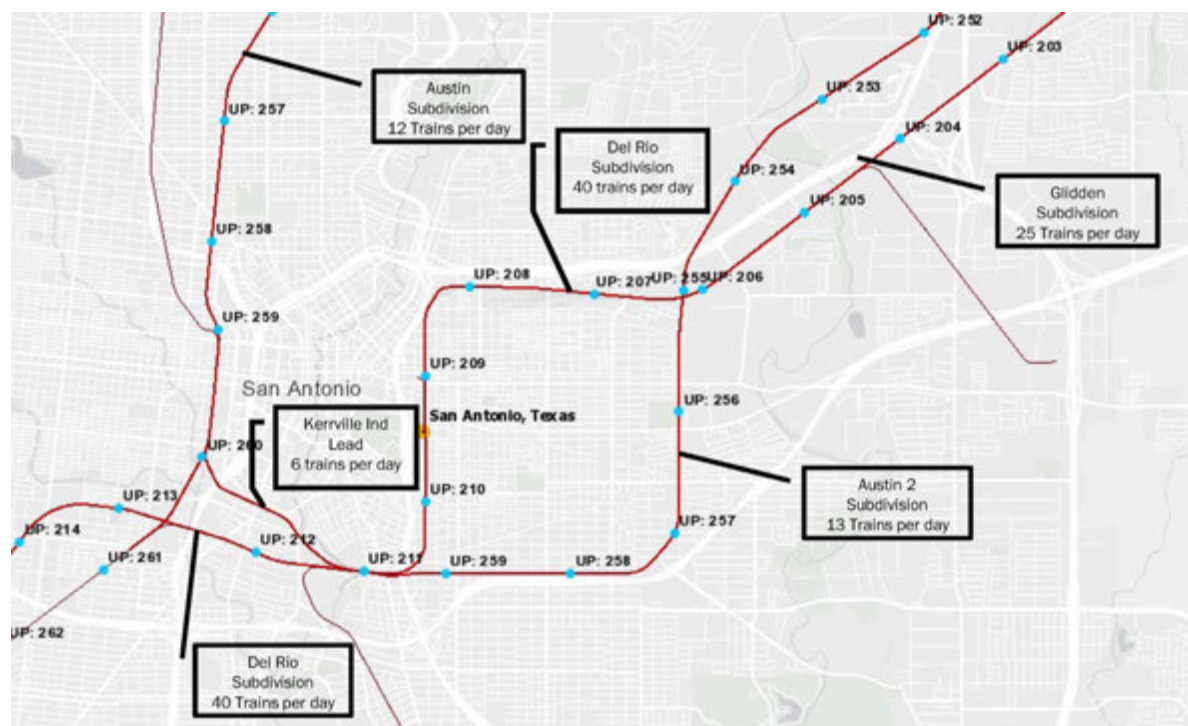 UP: 252
UP: 203
Austin
Subdivision
12 Trains per day
UP: 253
UP: 257
UP: 204
Del Rio
Subdivision
40 trains per day
UP: 254
Glidden
Subdivision
25 Trains per day
UP: 205
UP: 258
UP: 208
UP: 207
UP: 255
UP: 206
UP: 259
UP: 209
San Antonio
San Antonio, Texas
UP: 256
Kerrville Ind
Lead
6 trains per day
UP: 260
UP: 213
UP: 210
Austin 2
Subdivision
13 Trains per day
UP: 214
UP: 212
UP: 257
UP: 261
UP: 211
UP: 259
UP: 258
UP: 262
Del Rio
Subdivision
40 Trains per day